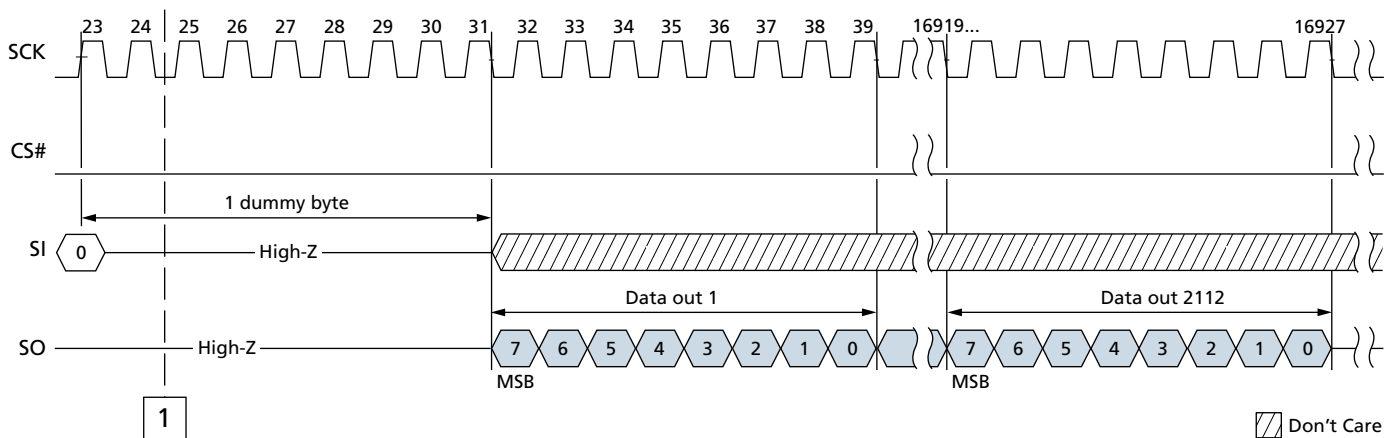 23 24 25 26 27 28 29 30 31 32 33 34 35 36 37 38 39 16919... 16927
SCK
CS#
1 dummy byte
SI 0 High-Z
Data out 1 Data out 2112
SO High-Z 7 6 5 4 3 2 1 0 7 6 5 4 3 2 1 0
MSB MSB
1
Don't Care